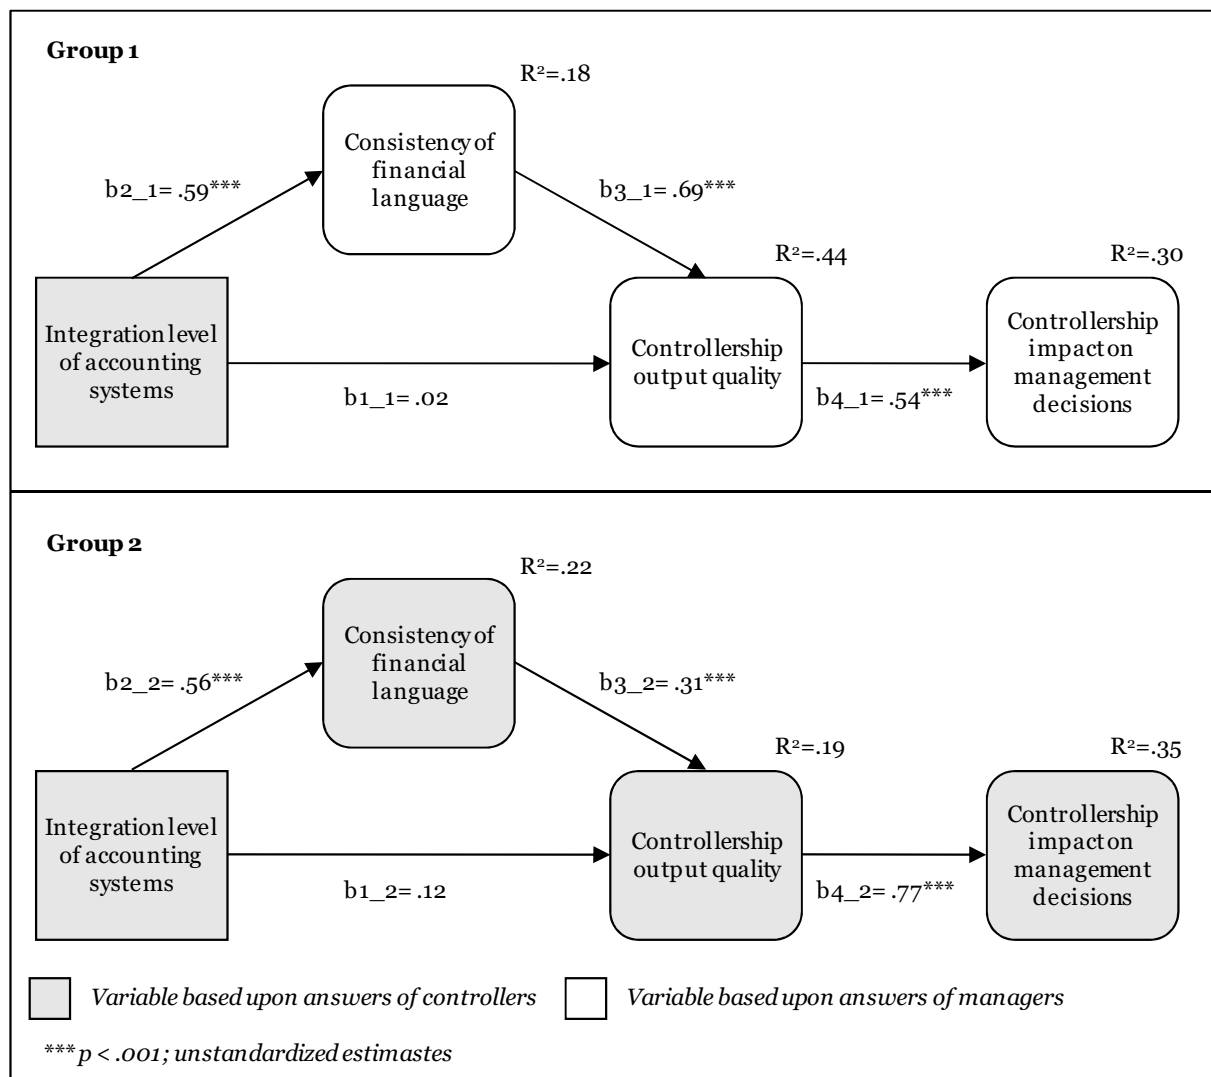 Group 1
R²=.18
Consistency of
financial
language
b2_1= .59***
b3_1= .69***
R²=.44
R²=.30
Integration level
of accounting
systems
Controllership
output quality
Controllership
impact on
management
decisions
b1_1= .02
b4_1= .54***
Group 2
R²=.22
Consistency of
financial
language
b2_2= .56***
b3_2= .31***
R²=.19
R²=.35
Integration level
of accounting
systems
Controllership
output quality
Controllership
impact on
management
decisions
b1_2= .12
b4_2= .77***
Variable based upon answers of controllers
Variable based upon answers of managers
*** p < .001; unstandardized estimastes